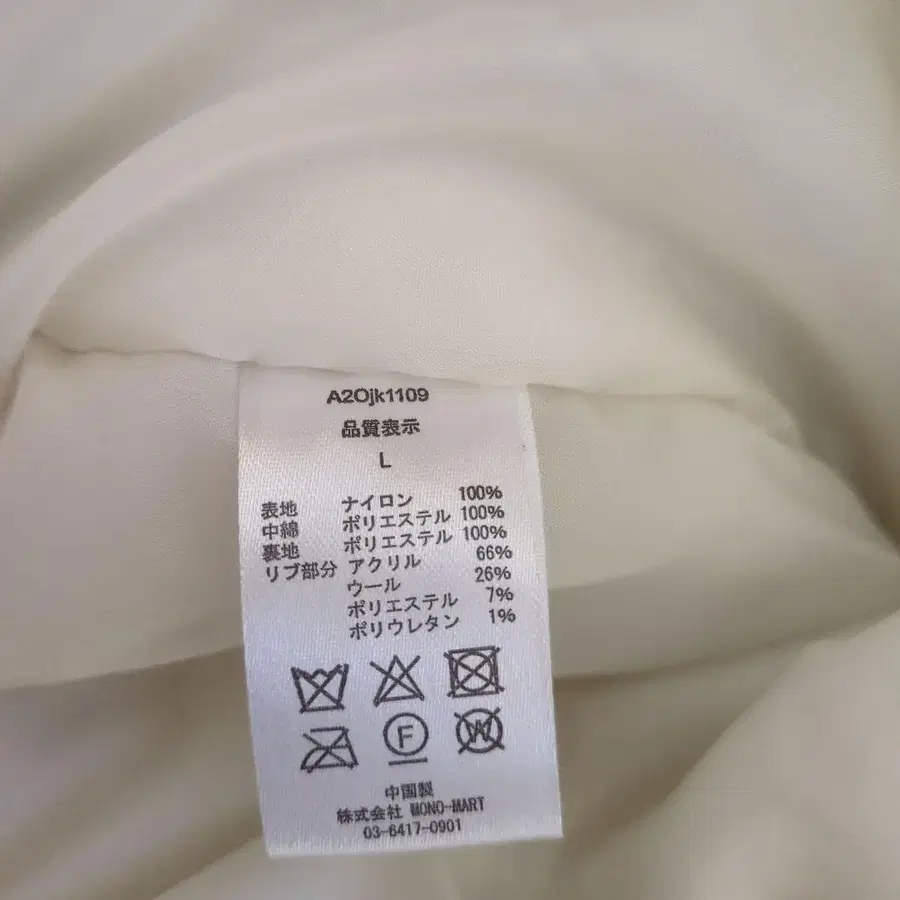 A2Ojk1109
品質表示
L
表地 ナイロン 100%
中綿 ポリエステル 100%
裏地 ポリエステル 100%
リブ部分 アクリル 66%
ウール 26%
ポリエステル 7%
ポリウレタン 1%
F W
中国製
株式会社 MONO-MART
03-6417-0901